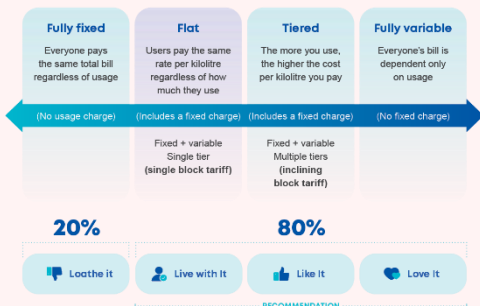 Fully fixed
Everyone pays
the same total bill
regardless of usage
Flat
Users pay the same
rate per kilolitre
regardless of how
much they use
Tiered
The more you use,
the higher the cost
per kilolitre you pay
Fully variable
Everyone's bill is
dependent only
on usage
(No usage charge)
(Includes a fixed charge)
(Includes a fixed charge)
(No fixed charge)
Fixed + variable
Single tier
(single block tariff)
Fixed + variable
Multiple tiers
(inclining
block tariff)
20%
80%
Loathe it
Live with It
Like It
Love It
RECOMMENDATION